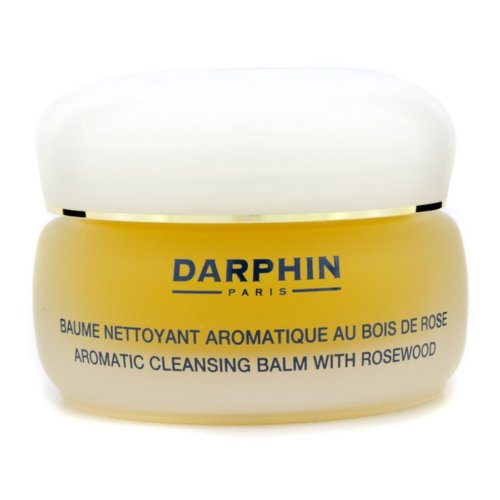 DARPHIN
PARIS
BAUME NETTOYANT AROMATIQUE AU BOIS DE ROSE
AROMATIC CLEANSING BALM WITH ROSEWOOD